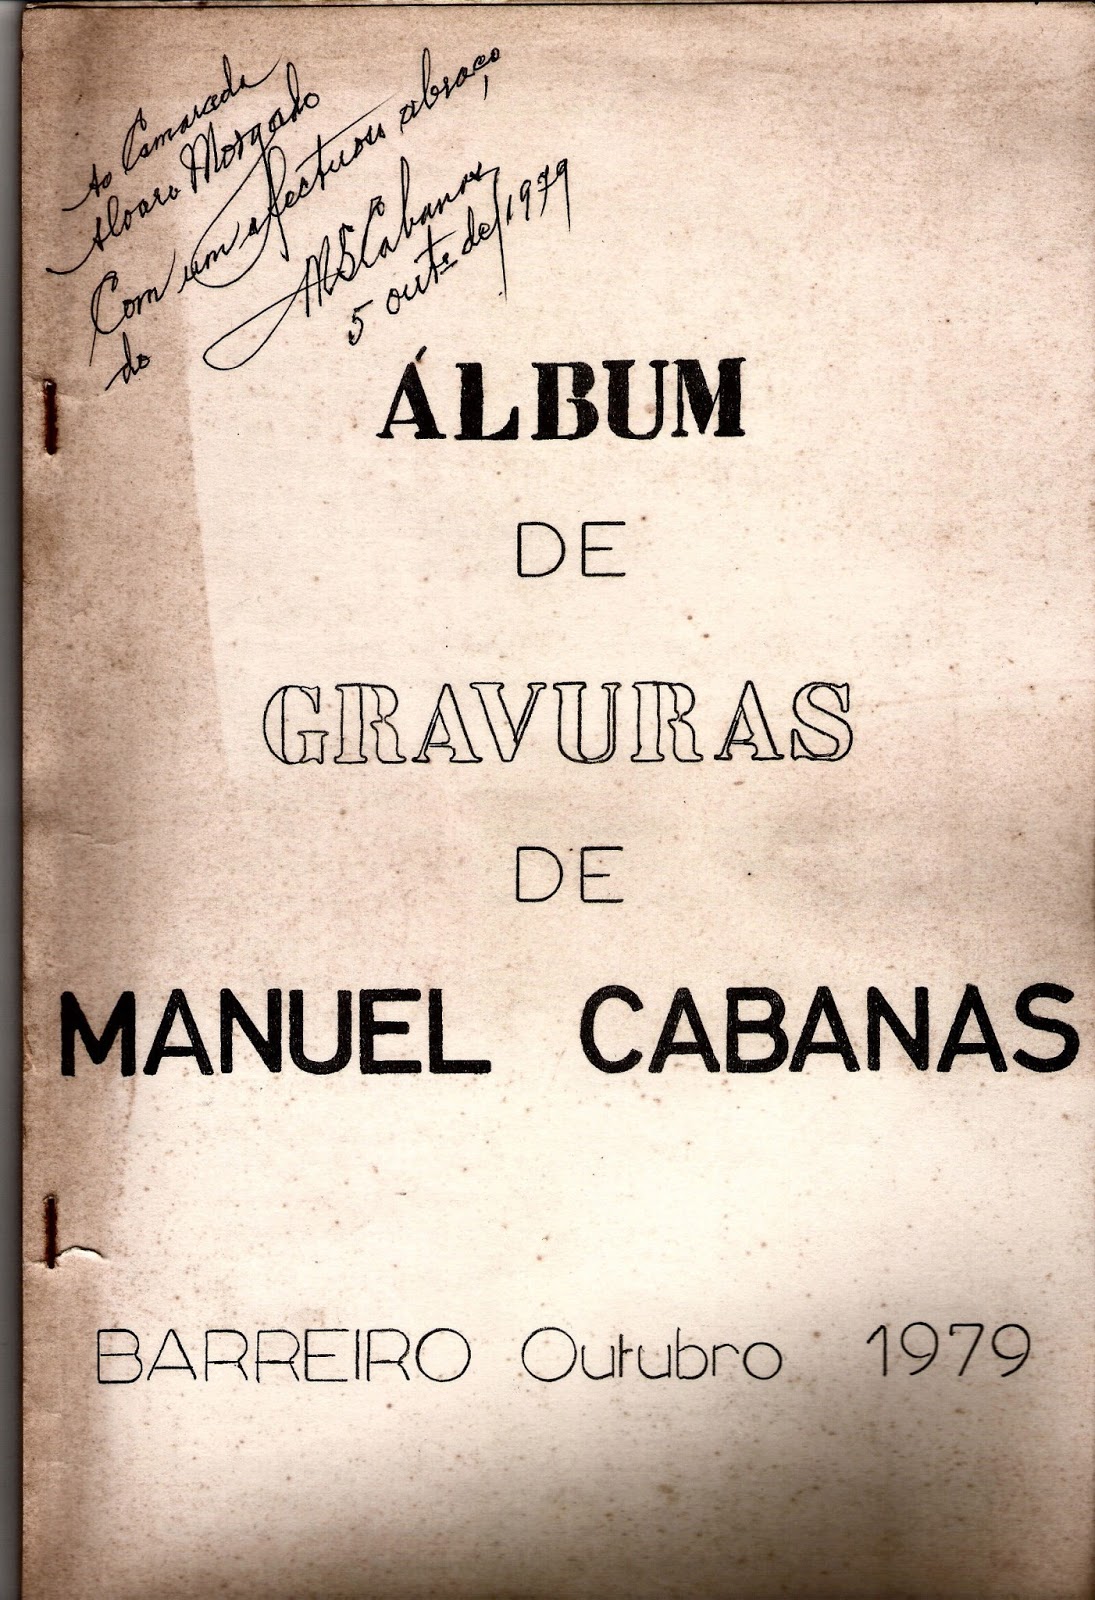 Ao Camarada
Alvaro Morgado
Com um afectuoso abraço,
do MSCabanas
5 outº de 1979
ÁLBUM
DE
GRAVURAS
DE
MANUEL CABANAS
BARREIRO Outubro 1979